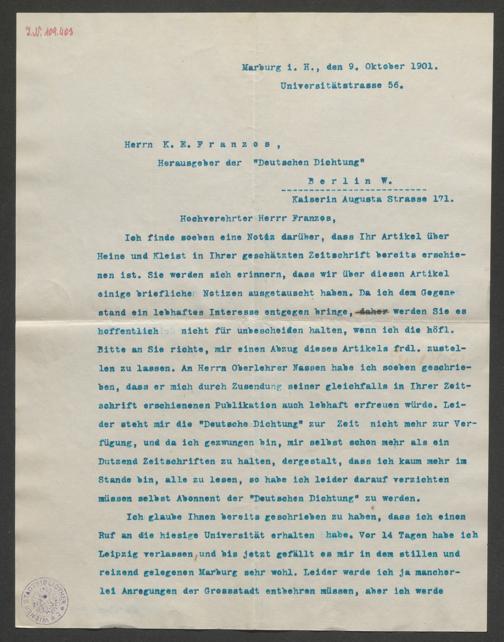 J.N. 109.403
Marburg i. H., den 9. Oktober 1901.
Universitätstrasse 56.
Herrn K. E. Franzos,
Herausgeber der "Deutschen Dichtung"
Berlin W.
Kaiserin Augusta Strasse 171.
Hochverehrter Herrr Franzos,
Ich finde soeben eine Notiz darüber, dass Ihr Artikel über
Heine und Kleist in Ihrer geschätzten Zeitschrift bereits erschie-
nen ist. Sie werden sich erinnern, dass wir über diesen Artikel
einige briefliche Notizen ausgetauscht haben. Da ich dem Gegen-
stand ein lebhaftes Interesse entgegen bringe, daher werden Sie es
hoffentlich nicht für unbescheiden halten, wenn ich die höfl.
Bitte an Sie richte, mir einen Abzug dieses Artikels frdl. zustel-
len zu lassen. An Herrn Oberlehrer Nassen habe ich soeben geschrie-
ben, dass er mich durch Zusendung seiner gleichfalls in Ihrer Zeit-
schrift erschienenen Publikation auch lebhaft erfreuen würde. Lei-
der steht mir die "Deutsche Dichtung" zur Zeit nicht mehr zur Ver-
fügung, und da ich gezwungen bin, mir selbst schon mehr als ein
Dutzend Zeitschriften zu halten, dergestalt, dass ich kaum mehr im
Stande bin, alle zu lesen, so habe ich leider darauf verzichten
müssen selbst Abonnent der "Deutschen Dichtung" zu werden.
Ich glaube Ihnen bereits geschrieben zu haben, dass ich einen
Ruf an die hiesige Universität erhalten habe. Vor 14 Tagen habe ich
Leipzig verlassen und bis jetzt gefällt es mir in dem stillen und
reizend gelegenen Marburg sehr wohl. Leider werde ich ja mancher-
lei Anregungen der Grossstadt entbehren müssen, aber ich werde